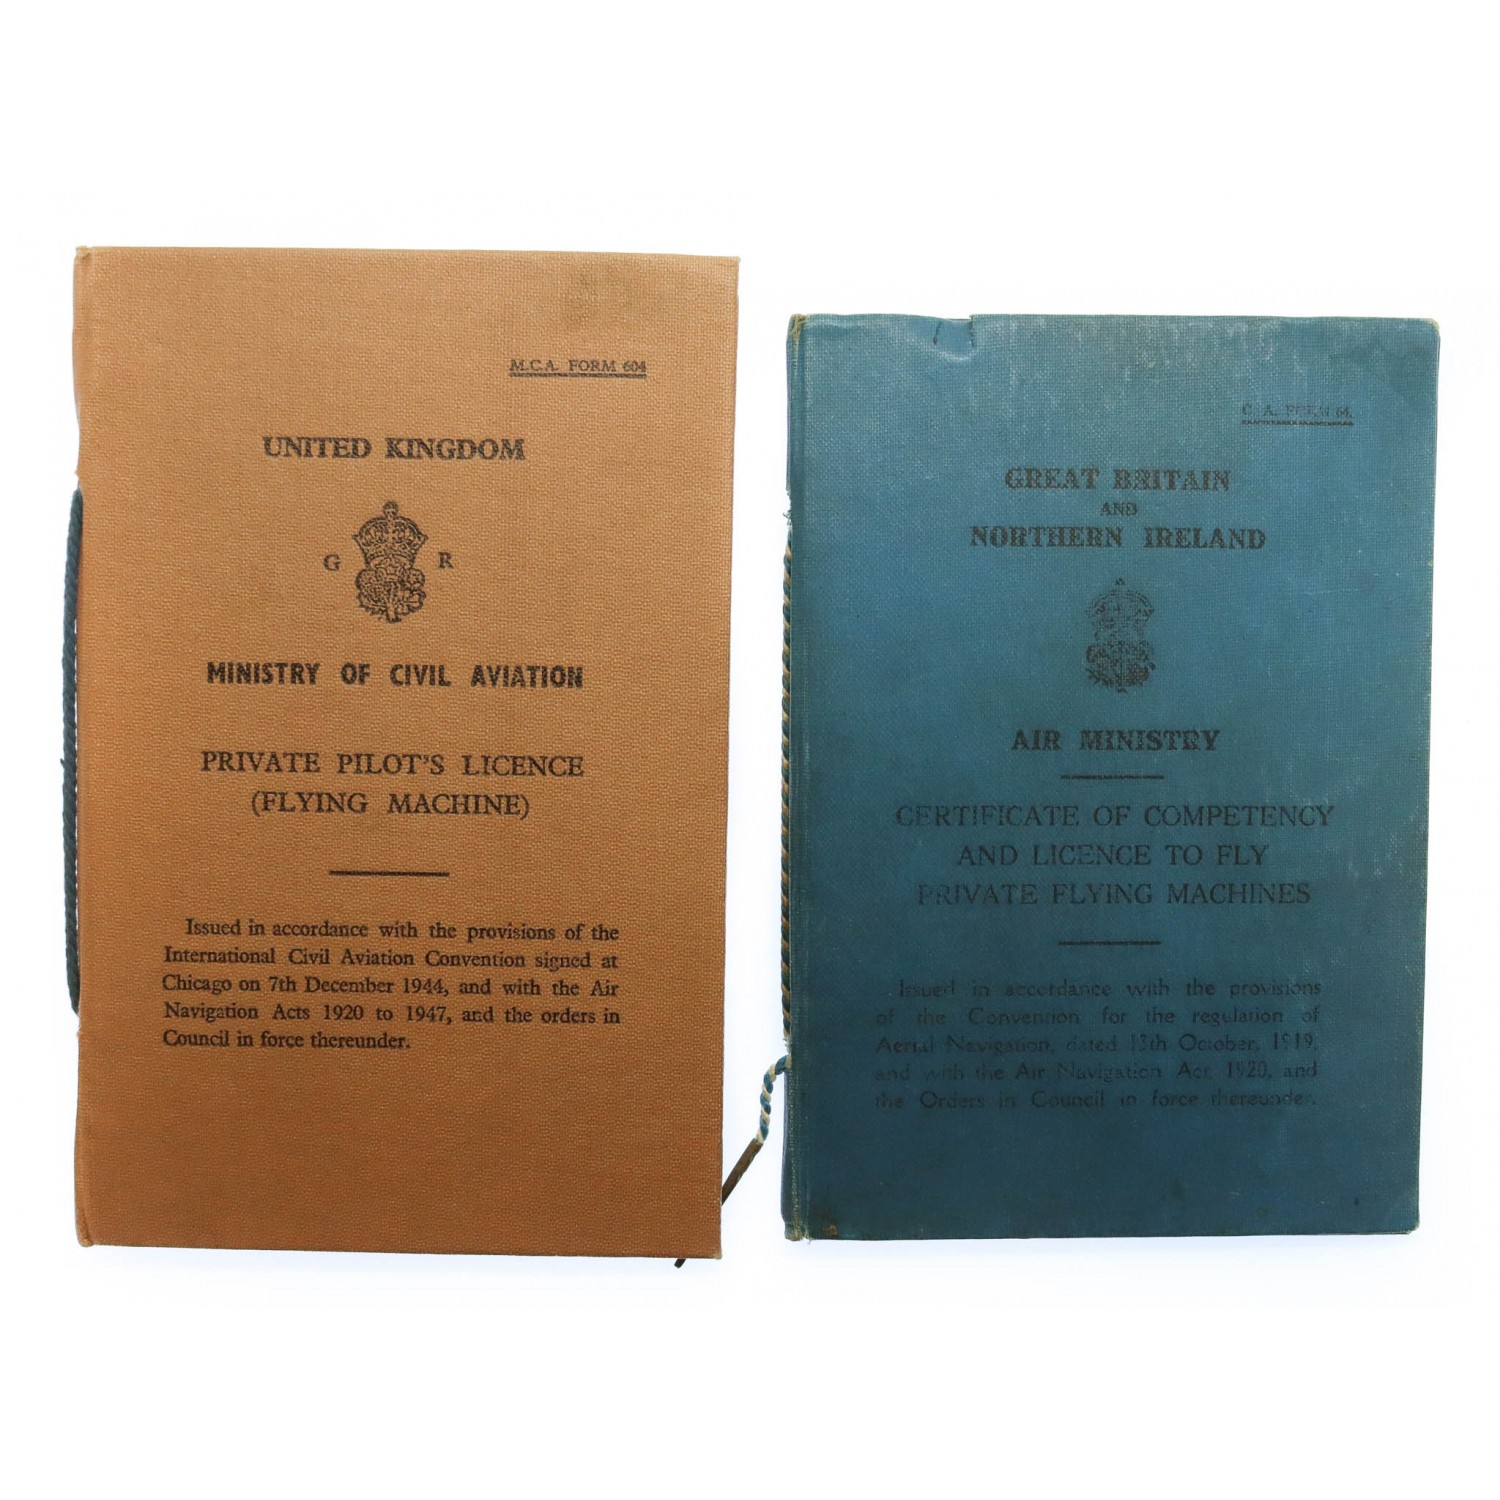 M.C.A. FORM 604
UNITED KINGDOM
G R
MINISTRY OF CIVIL AVIATION
PRIVATE PILOT'S LICENCE
(FLYING MACHINE)
Issued in accordance with the provisions of the
International Civil Aviation Convention signed at
Chicago on 7th December 1944, and with the Air
Navigation Acts 1920 to 1947, and the orders in
Council in force thereunder.
C. A. FORM 64.
GREAT BRITAIN
AND
NORTHERN IRELAND
AIR MINISTRY
CERTIFICATE OF COMPETENCY
AND LICENCE TO FLY
PRIVATE FLYING MACHINES
Issued in accordance with the provisions
of the Convention for the regulation of
Aerial Navigation, dated 13th October, 1919,
and with the Air Navigation Act, 1920, and
the Orders in Council in force thereunder.